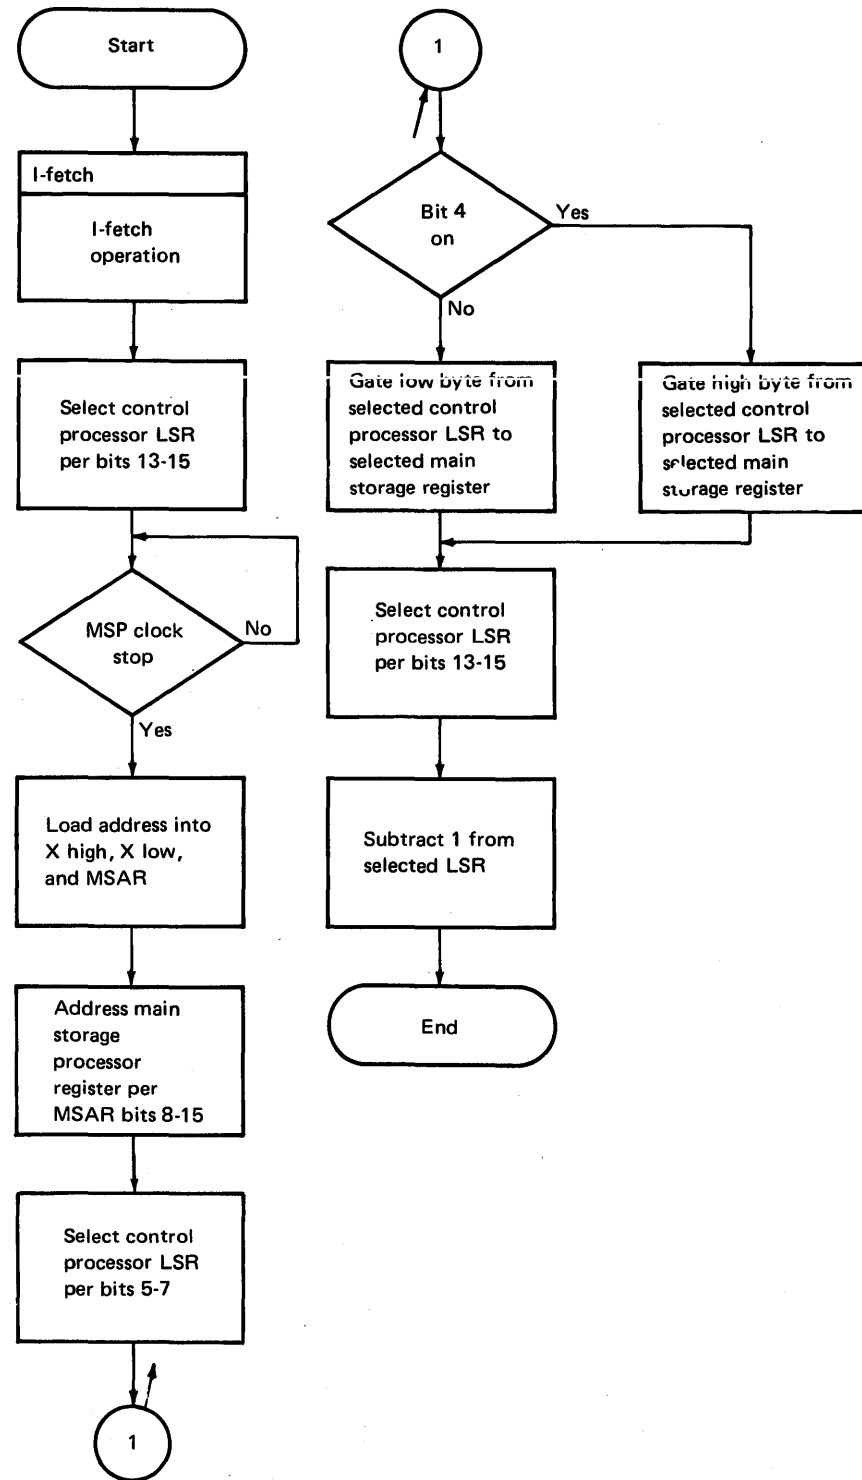 Start
I-fetch
I-fetch
operation
Select control
processor LSR
per bits 13-15
MSP clock
stop
No
Yes
Load address into
X high, X low,
and MSAR
Address main
storage
processor
register per
MSAR bits 8-15
Select control
processor LSR
per bits 5-7
1
1
Bit 4
on
Yes
No
Gate low byte from
selected control
processor LSR to
selected main
storage register
Gate high byte from
selected control
processor LSR to
selected main
storage register
Select control
processor LSR
per bits 13-15
Subtract 1 from
selected LSR
End